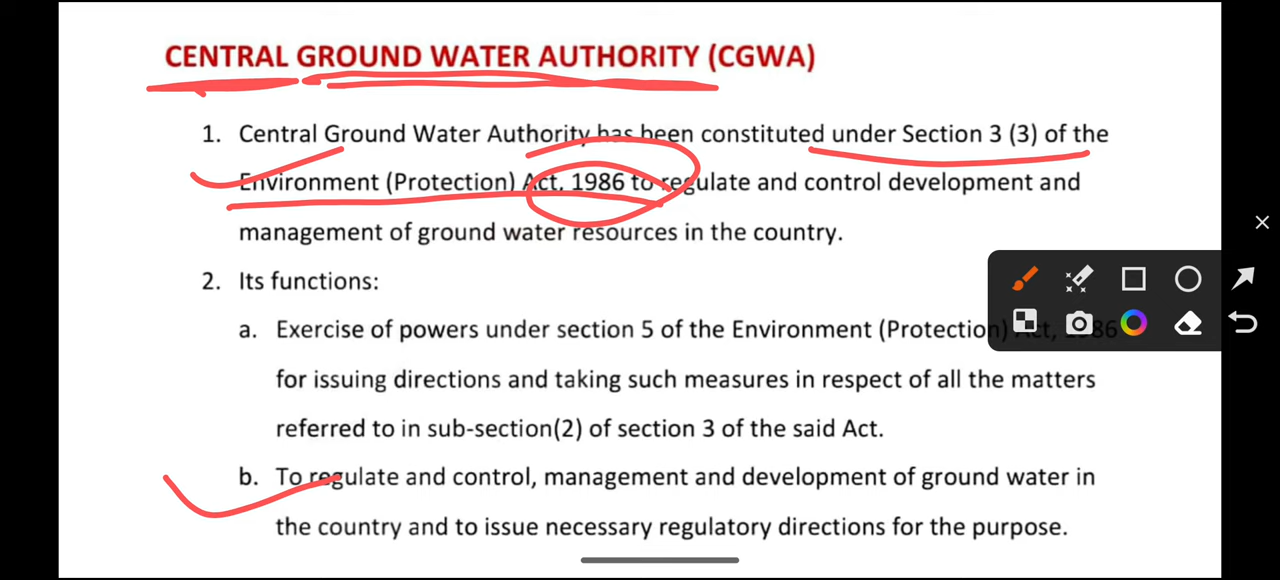 CENTRAL GROUND WATER AUTHORITY (CGWA)
1. Central Ground Water Authority has been constituted under Section 3 (3) of the
Environment (Protection) Act, 1986 to regulate and control development and
management of ground water resources in the country.
2. Its functions:
a. Exercise of powers under section 5 of the Environment (Protection) Act, 1986
for issuing directions and taking such measures in respect of all the matters
referred to in sub-section(2) of section 3 of the said Act.
b. To regulate and control, management and development of ground water in
the country and to issue necessary regulatory directions for the purpose.